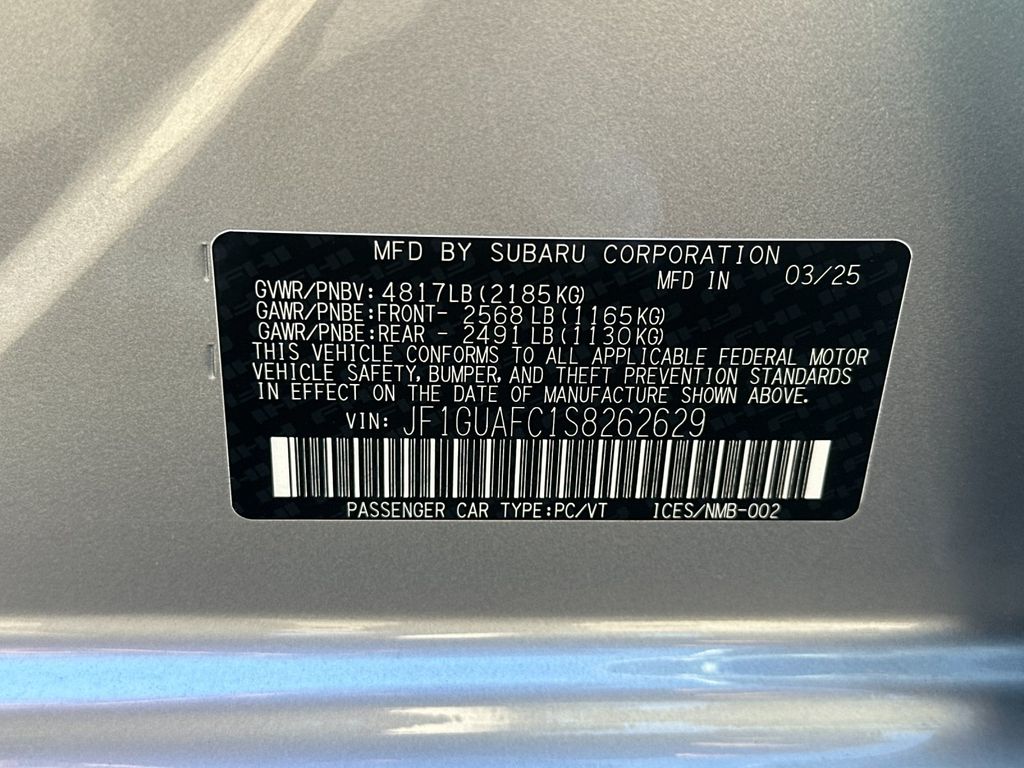 MFD BY SUBARU CORPORATION
MFD IN 03/25
GVWR/PNBV: 4817LB(2185KG)
GAWR/PNBE:FRONT- 2568LB(1165KG)
GAWR/PNBE:REAR - 2491LB(1130KG)
THIS VEHICLE CONFORMS TO ALL APPLICABLE FEDERAL MOTOR
VEHICLE SAFETY, BUMPER, AND THEFT PREVENTION STANDARDS
IN EFFECT ON THE DATE OF MANUFACTURE SHOWN ABOVE.
VIN: JF1GUAFC1S8262629
PASSENGER CAR TYPE:PC/VT ICES/NMB-002